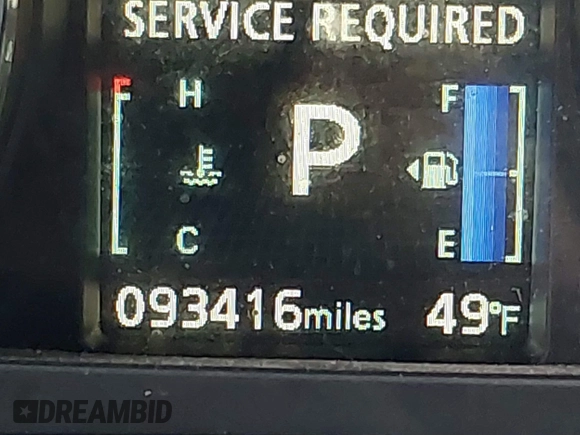 SERVICE REQUIRED
H
F
P
C
E
093416miles
49°F
DREAMBID